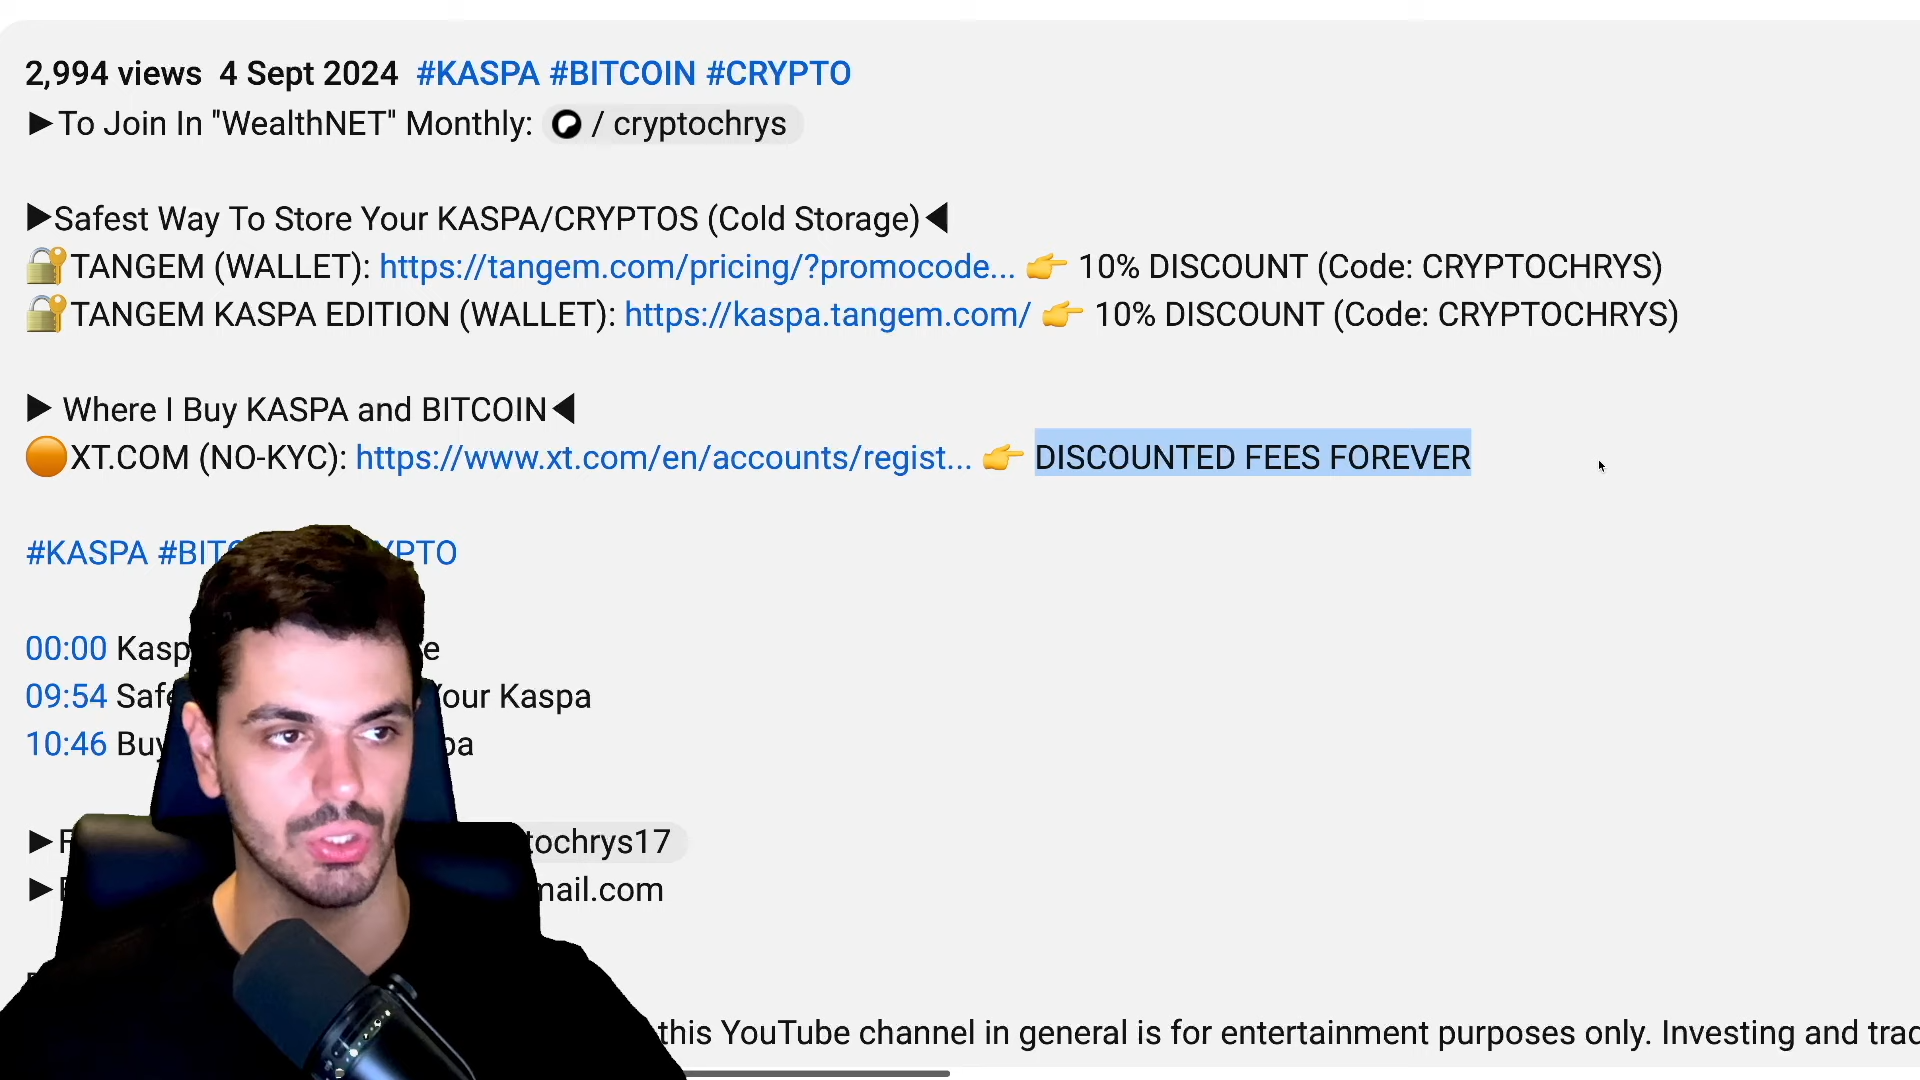 2,994 views 4 Sept 2024 #KASPA #BITCOIN #CRYPTO
▶To Join In "WealthNET" Monthly: / cryptochrys
▶Safest Way To Store Your KASPA/CRYPTOS (Cold Storage)◀
🔐TANGEM (WALLET): https://tangem.com/pricing/?promocode... 👉 10% DISCOUNT (Code: CRYPTOCHRYS)
🔐TANGEM KASPA EDITION (WALLET): https://kaspa.tangem.com/ 👉 10% DISCOUNT (Code: CRYPTOCHRYS)
▶ Where I Buy KASPA and BITCOIN◀
🟠XT.COM (NO-KYC): https://www.xt.com/en/accounts/regist... 👉 DISCOUNTED FEES FOREVER
#KASPA
00:00
09:54 Your Kaspa
10:46 Buy
▶ tochrys17
▶ mail.com
this YouTube channel in general is for entertainment purposes only. Investing and